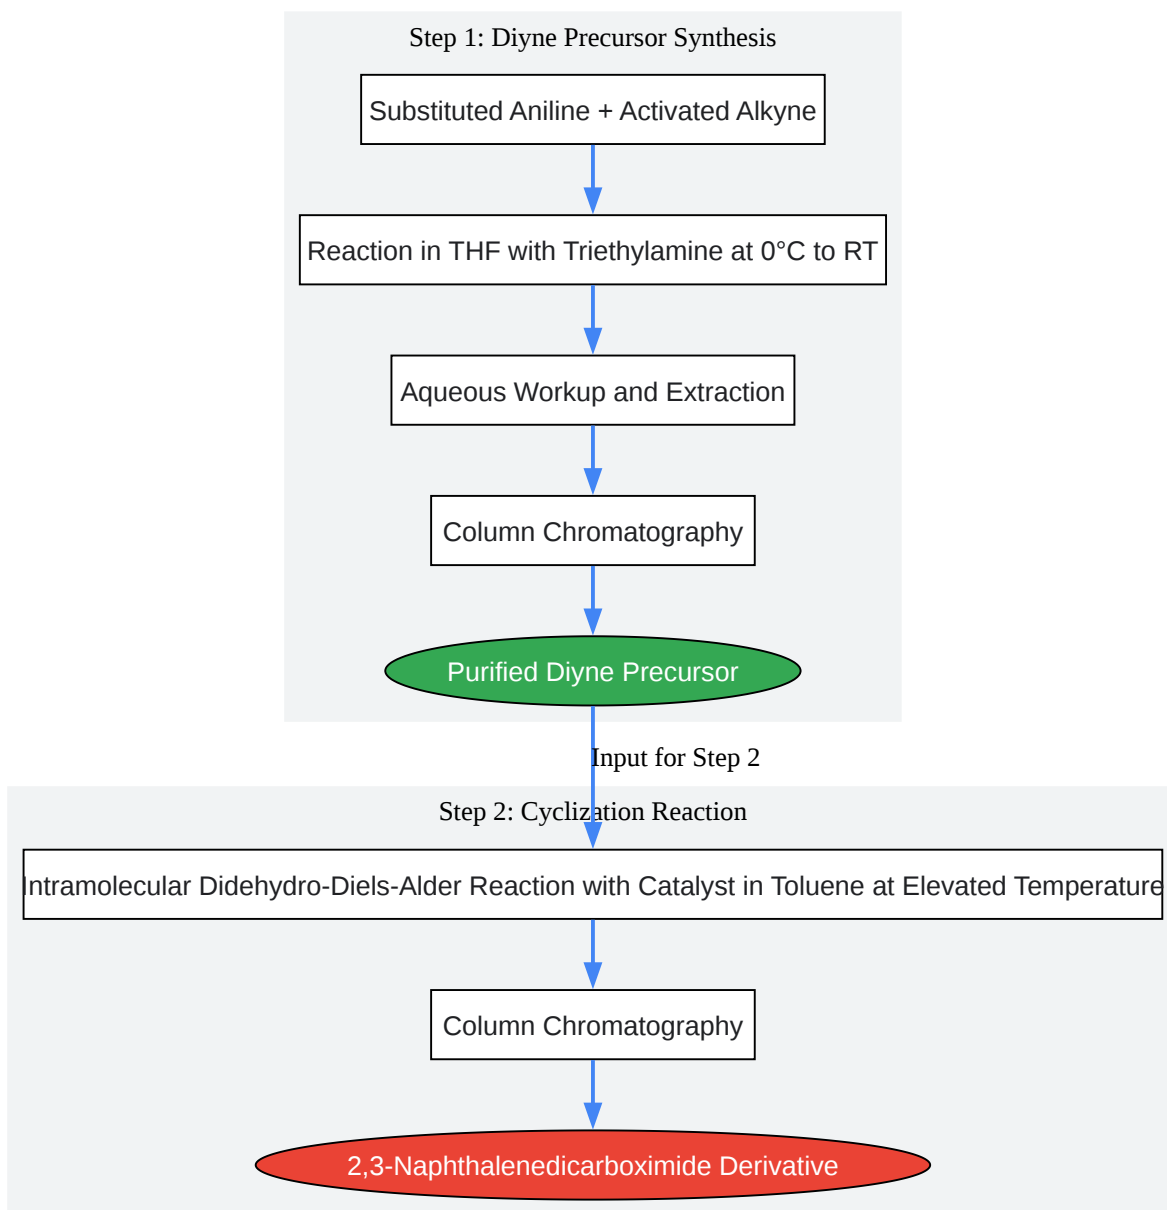 Step 1: Diyne Precursor Synthesis
Substituted Aniline + Activated Alkyne
Reaction in THF with Triethylamine at 0°C to RT
Aqueous Workup and Extraction
Column Chromatography
Purified Diyne Precursor
Input for Step 2
Step 2: Cyclization Reaction
Intramolecular Didehydro-Diels-Alder Reaction with Catalyst in Toluene at Elevated Temperature
Column Chromatography
2,3-Naphthalenedicarboximide Derivative